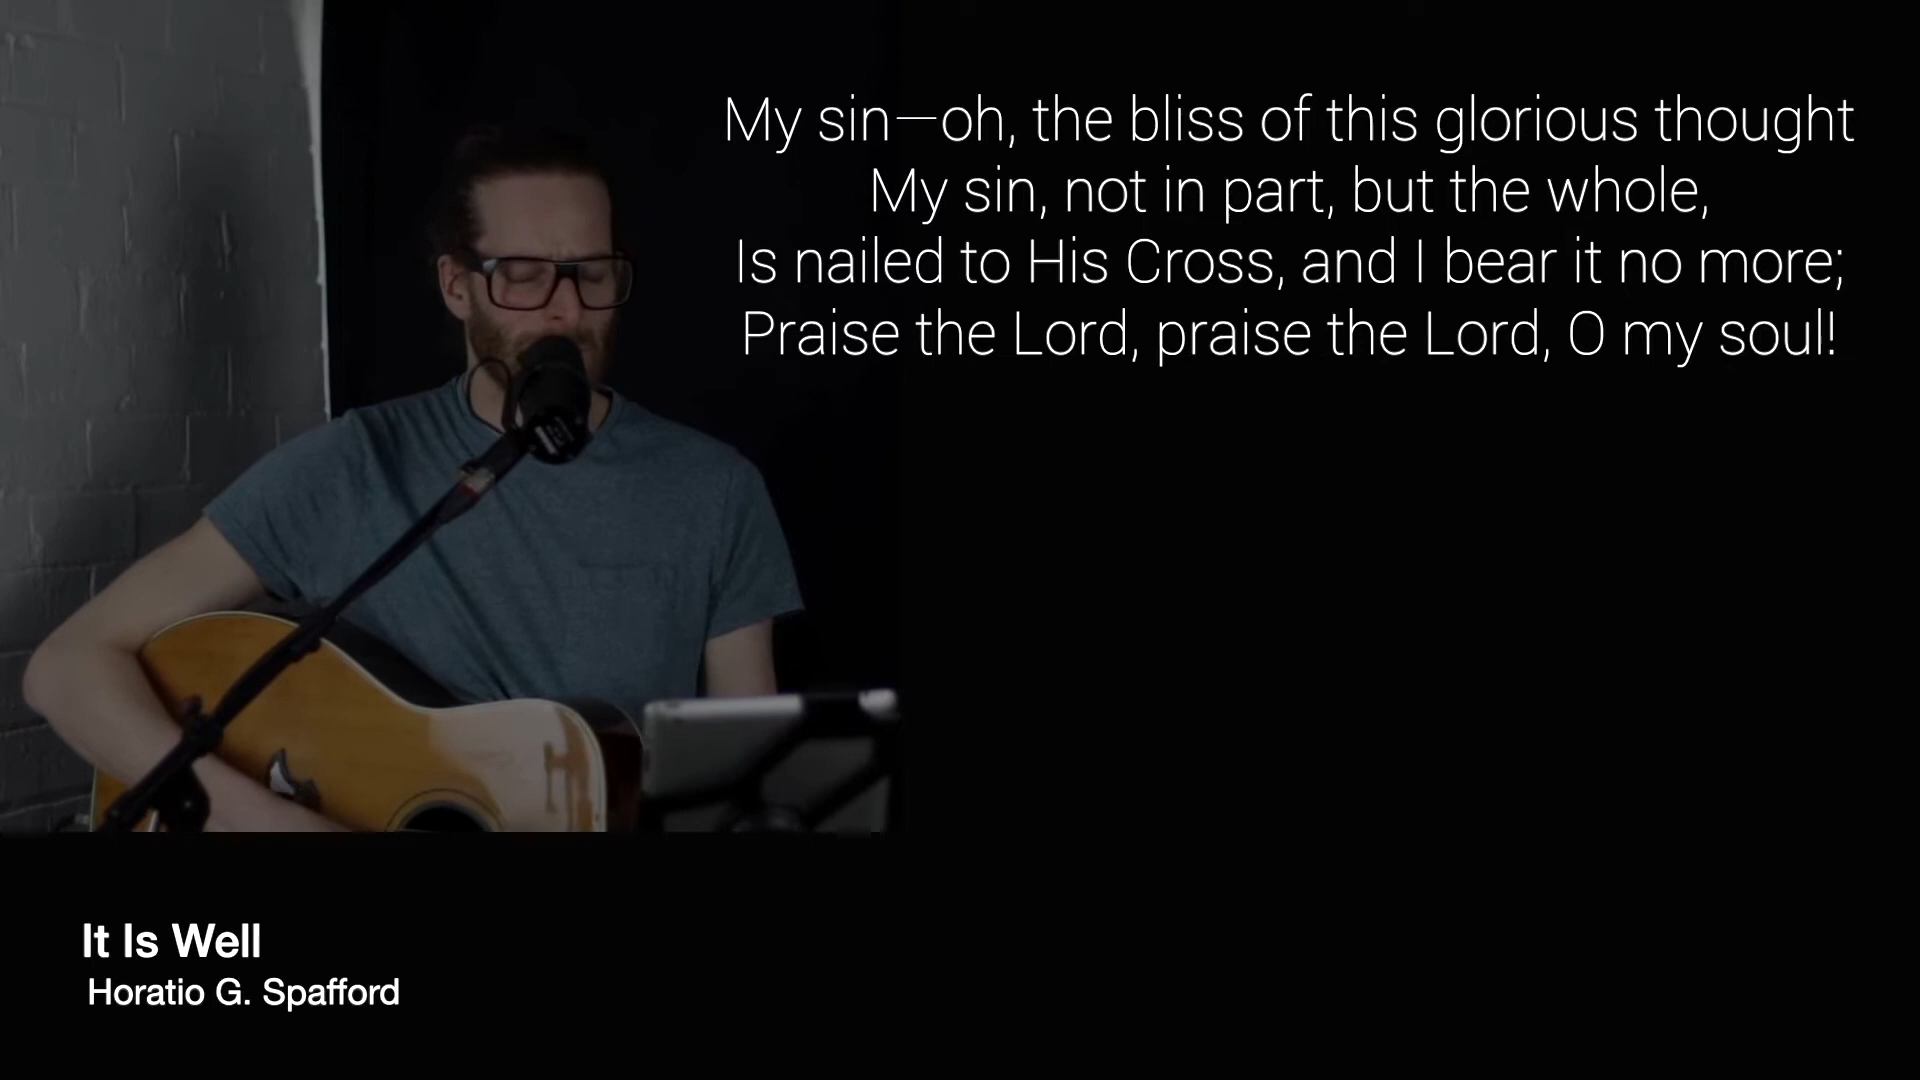 My sin—oh, the bliss of this glorious thought
My sin, not in part, but the whole,
Is nailed to His Cross, and I bear it no more;
Praise the Lord, praise the Lord, O my soul!
It Is Well
Horatio G. Spafford